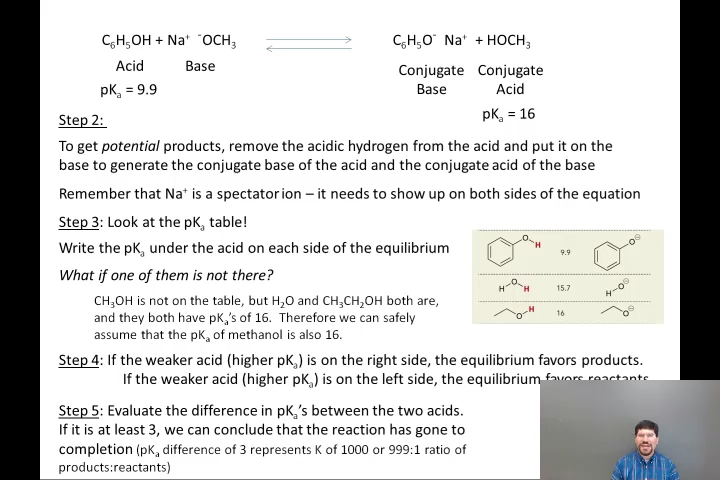 C₆H₅OH + Na⁺ ⁻OCH₃ C₆H₅O⁻ Na⁺ + HOCH₃
Acid Base Conjugate Base Conjugate Acid
pKₐ = 9.9 pKₐ = 16
Step 2:
To get potential products, remove the acidic hydrogen from the acid and put it on the
base to generate the conjugate base of the acid and the conjugate acid of the base
Remember that Na⁺ is a spectator ion – it needs to show up on both sides of the equation
Step 3: Look at the pKₐ table!
Write the pKₐ under the acid on each side of the equilibrium
What if one of them is not there?
CH₃OH is not on the table, but H₂O and CH₃CH₂OH both are,
and they both have pKₐ's of 16. Therefore we can safely
assume that the pKₐ of methanol is also 16.
O H 9.9 O⊖
H O H 15.7 H O⊖
O H 16 O⊖
Step 4: If the weaker acid (higher pKₐ) is on the right side, the equilibrium favors products.
If the weaker acid (higher pKₐ) is on the left side, the equilibrium favors reactants
Step 5: Evaluate the difference in pKₐ's between the two acids.
If it is at least 3, we can conclude that the reaction has gone to
completion (pKₐ difference of 3 represents K of 1000 or 999:1 ratio of
products:reactants)